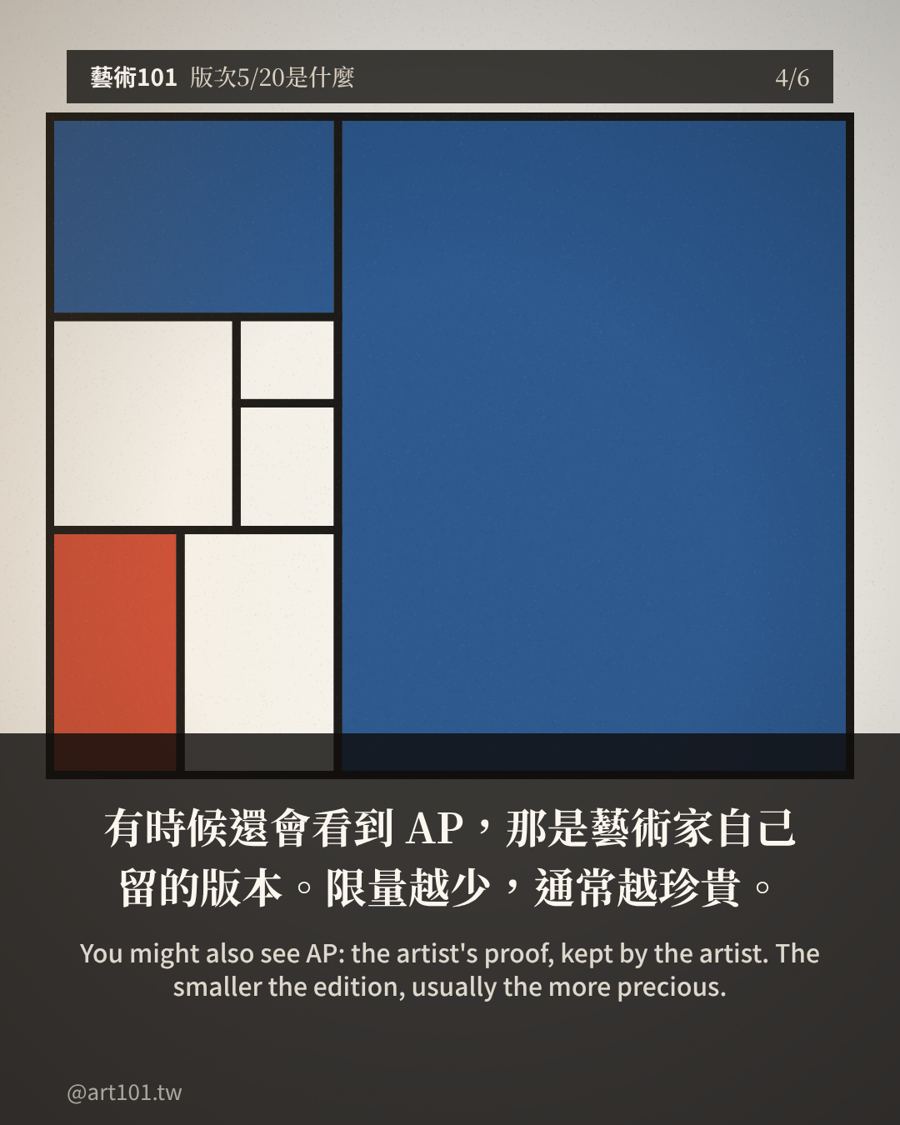 藝術101 版次5/20是什麼 4/6
有時候還會看到 AP，那是藝術家自己
留的版本。限量越少，通常越珍貴。
You might also see AP: the artist's proof, kept by the artist. The
smaller the edition, usually the more precious.
@art101.tw